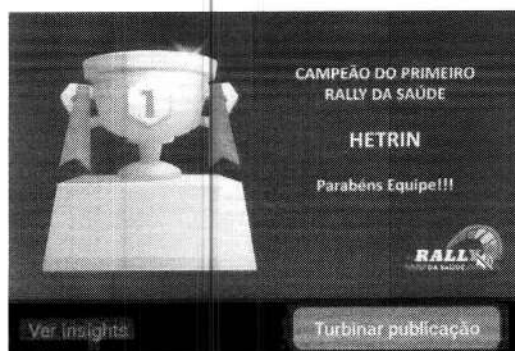 1
CAMPEÃO DO PRIMEIRO
RALLY DA SAÚDE
HETRIN
Parabéns Equipe!!!
RALLY
DA SAÚDE
Ver insights
Turbinar publicação